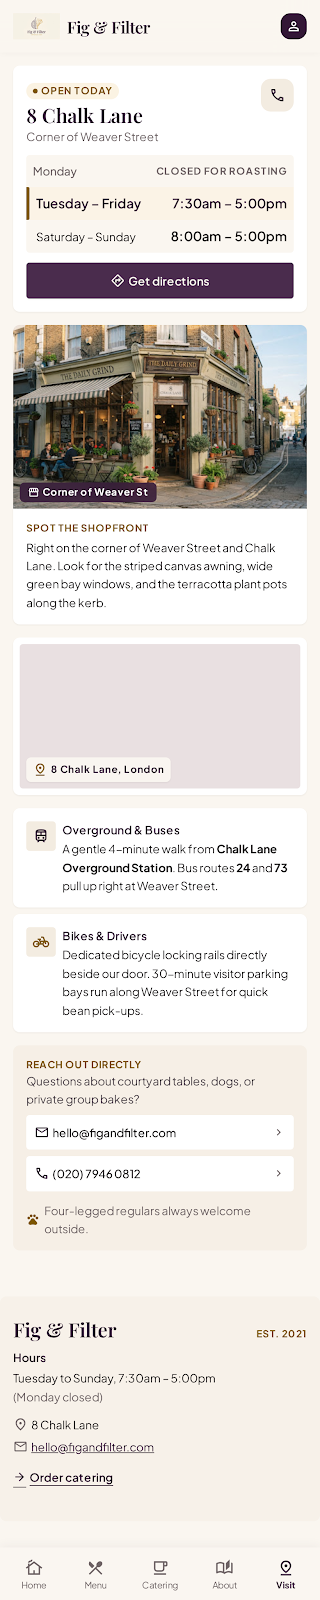 Fig & Filter
Fig & Filter
OPEN TODAY
8 Chalk Lane
Corner of Weaver Street
Monday CLOSED FOR ROASTING
Tuesday – Friday 7:30am – 5:00pm
Saturday – Sunday 8:00am – 5:00pm
Get directions
THE DAILY GRIND
THE DAILY GRIND
Corner of Weaver St
SPOT THE SHOPFRONT
Right on the corner of Weaver Street and Chalk
Lane. Look for the striped canvas awning, wide
green bay windows, and the terracotta plant pots
along the kerb.
8 Chalk Lane, London
Overground & Buses
A gentle 4-minute walk from Chalk Lane
Overground Station. Bus routes 24 and 73
pull up right at Weaver Street.
Bikes & Drivers
Dedicated bicycle locking rails directly
beside our door. 30-minute visitor parking
bays run along Weaver Street for quick
bean pick-ups.
REACH OUT DIRECTLY
Questions about courtyard tables, dogs, or
private group bakes?
hello@figandfilter.com
(020) 7946 0812
Four-legged regulars always welcome
outside.
Fig & Filter EST. 2021
Hours
Tuesday to Sunday, 7:30am – 5:00pm
(Monday closed)
8 Chalk Lane
hello@figandfilter.com
Order catering
Home Menu Catering About Visit